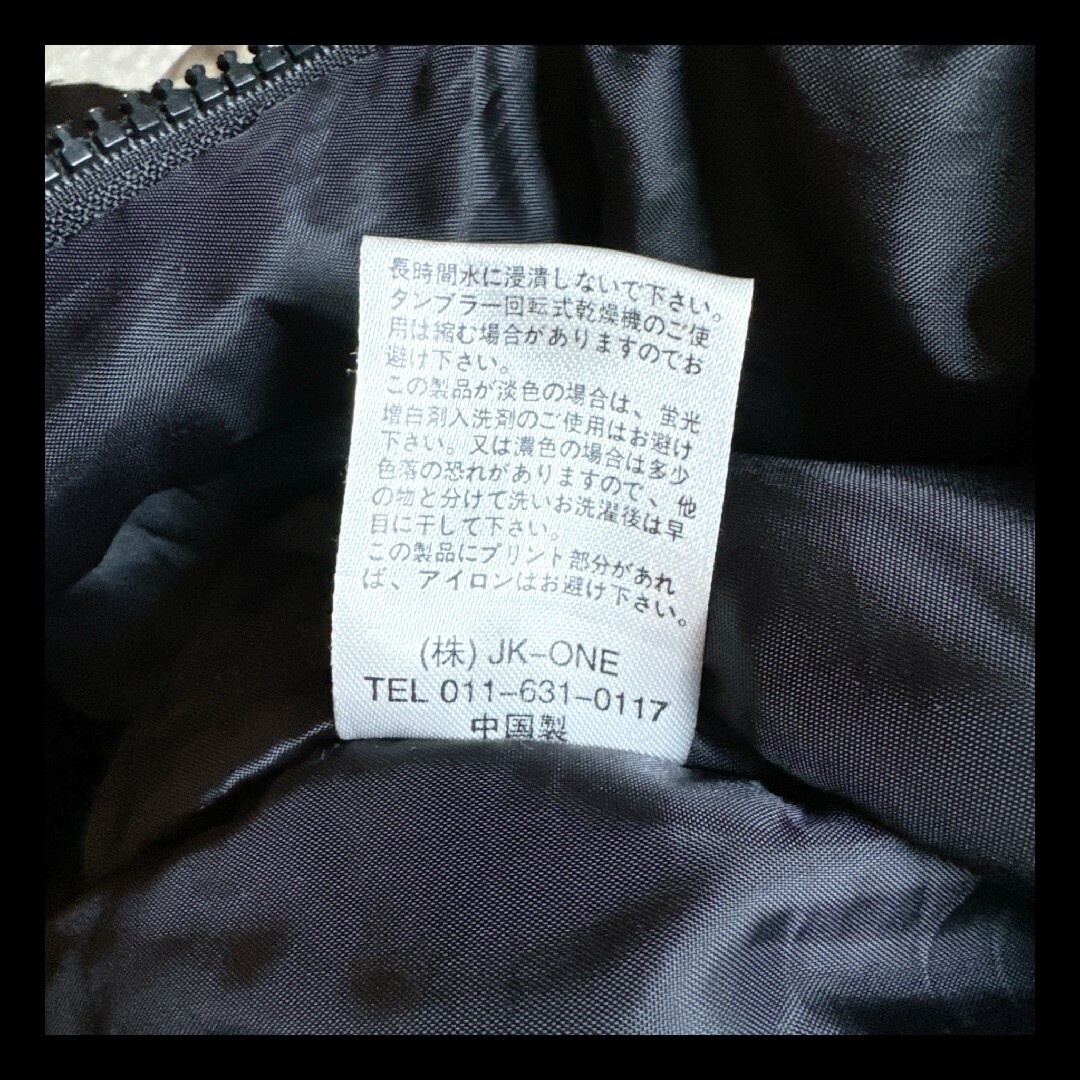 長時間水に浸漬しないで下さい。
タンブラー回転式乾燥機のご使
用は縮む場合がありますのでお
避け下さい。
この製品が淡色の場合は、蛍光
増白剤入洗剤のご使用はお避け
下さい。又は濃色の場合は多少
色落の恐れがありますので、他
の物と分けて洗いお洗濯後は早
目に干して下さい。
この製品にプリント部分があれ
ば、アイロンはお避け下さい。
(株) JK-ONE
TEL 011-631-0117
中国製